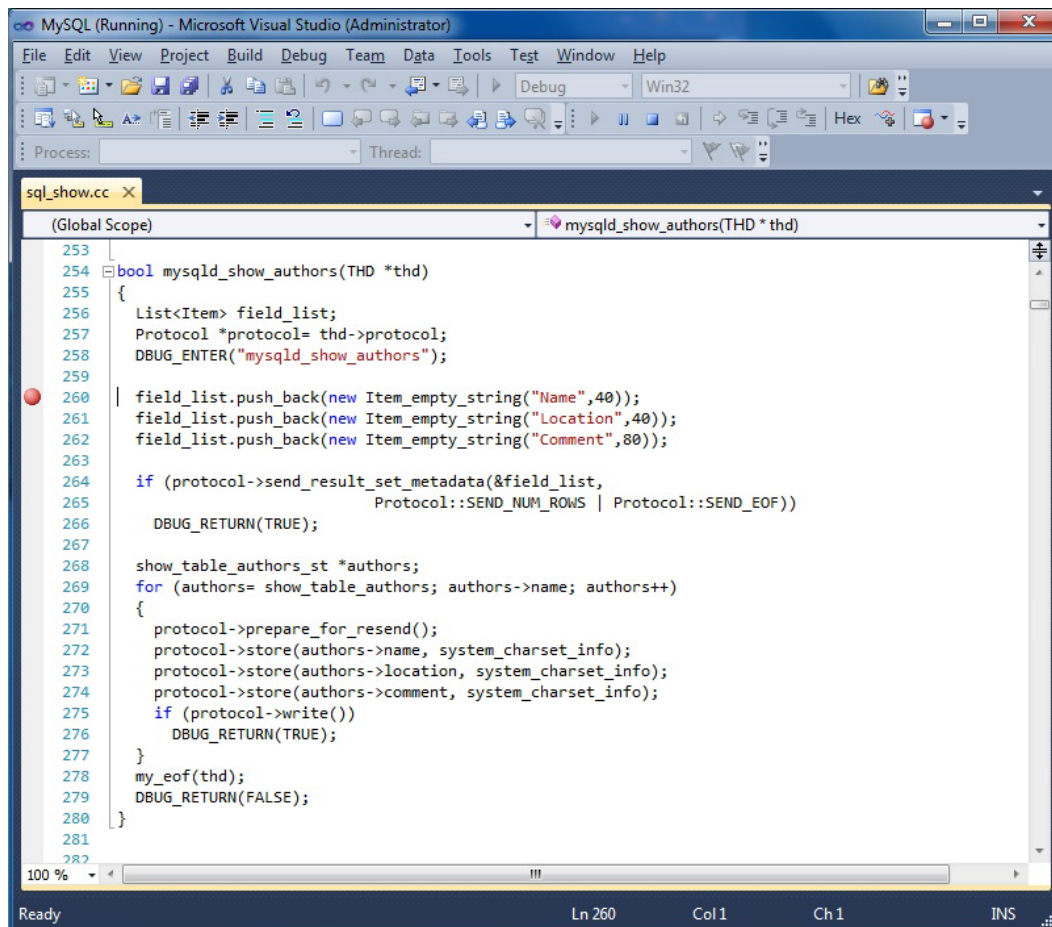 MySQL (Running) - Microsoft Visual Studio (Administrator)
File Edit View Project Build Debug Team Data Tools Test Window Help
Debug Win32
Hex
Process: Thread:
sql_show.cc
(Global Scope) mysqld_show_authors(THD * thd)
253
254 bool mysqld_show_authors(THD *thd)
255 {
256 List<Item> field_list;
257 Protocol *protocol= thd->protocol;
258 DBUG_ENTER("mysqld_show_authors");
259
260 field_list.push_back(new Item_empty_string("Name",40));
261 field_list.push_back(new Item_empty_string("Location",40));
262 field_list.push_back(new Item_empty_string("Comment",80));
263
264 if (protocol->send_result_set_metadata(&field_list,
265 Protocol::SEND_NUM_ROWS | Protocol::SEND_EOF))
266 DBUG_RETURN(TRUE);
267
268 show_table_authors_st *authors;
269 for (authors= show_table_authors; authors->name; authors++)
270 {
271 protocol->prepare_for_resend();
272 protocol->store(authors->name, system_charset_info);
273 protocol->store(authors->location, system_charset_info);
274 protocol->store(authors->comment, system_charset_info);
275 if (protocol->write())
276 DBUG_RETURN(TRUE);
277 }
278 my_eof(thd);
279 DBUG_RETURN(FALSE);
280 }
281
282
100 %
Ready Ln 260 Col 1 Ch 1 INS